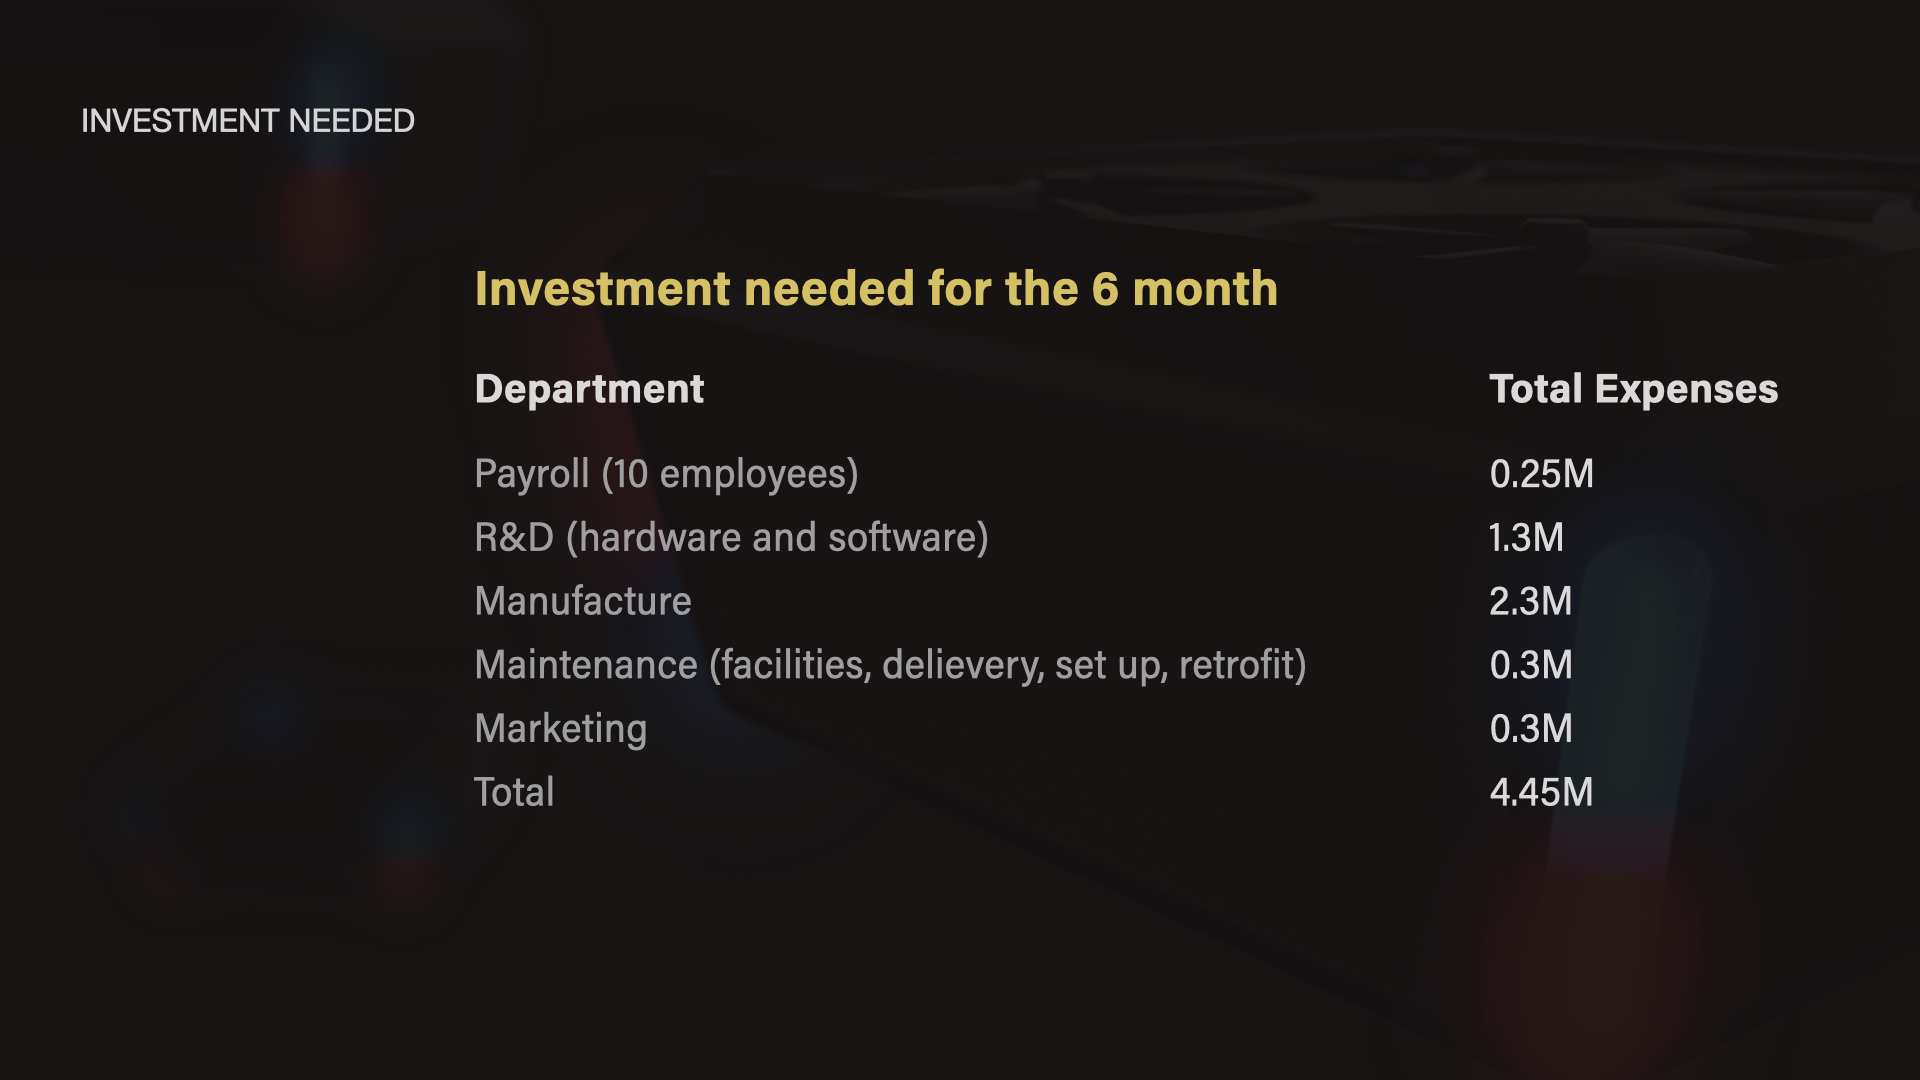 INVESTMENT NEEDED
Investment needed for the 6 month
Department Total Expenses
Payroll (10 employees) 0.25M
R&D (hardware and software) 1.3M
Manufacture 2.3M
Maintenance (facilities, delievery, set up, retrofit) 0.3M
Marketing 0.3M
Total 4.45M